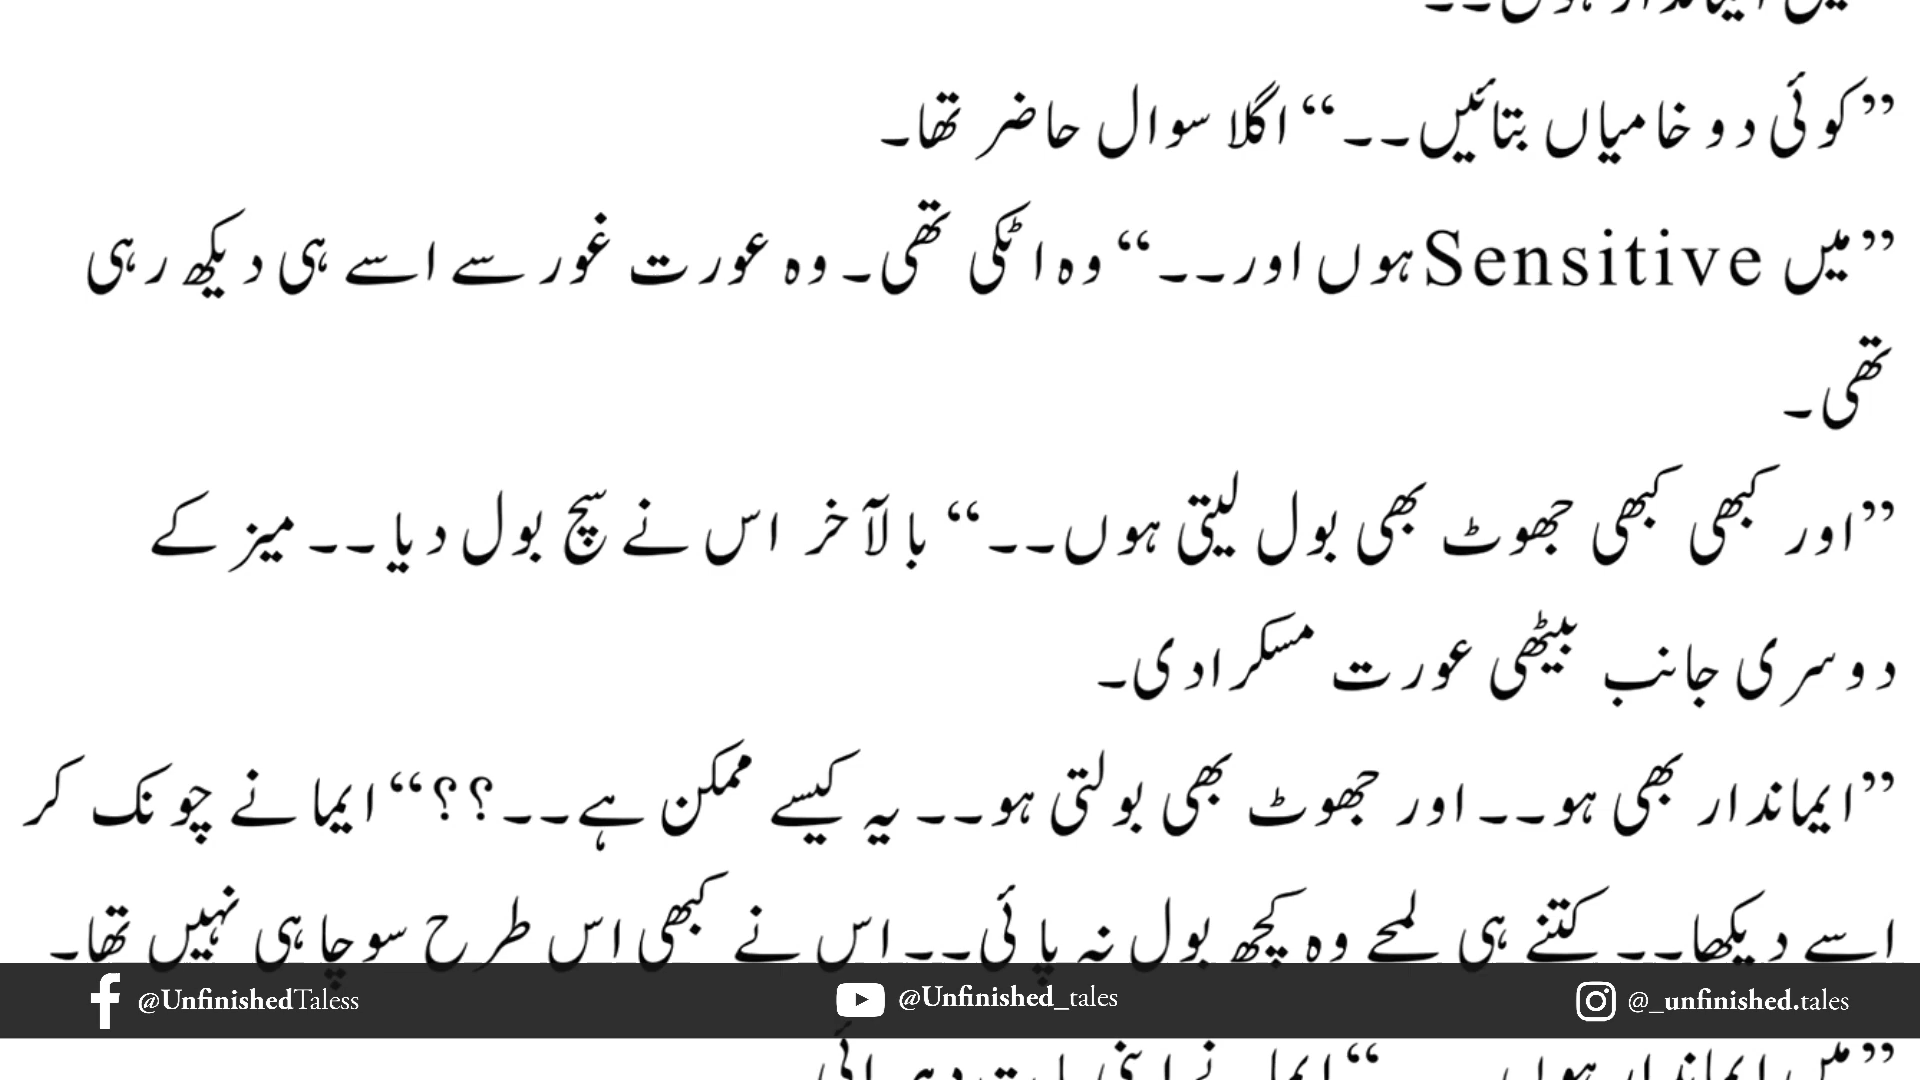 ”کوئی دو خامیاں بتائیں۔۔“ اگلا سوال حاضر تھا۔
”میں Sensitive ہوں اور۔۔“ وہ اٹکی تھی۔ وہ عورت غور سے اسے ہی دیکھ رہی
تھی۔
”اور کبھی کبھی جھوٹ بھی بول لیتی ہوں۔۔“ بالآخر اس نے سچ بول دیا۔۔ میز کے
دوسری جانب بیٹھی عورت مسکرادی۔
”ایماندار بھی ہو۔۔ اور جھوٹ بھی بولتی ہو۔۔ یہ کیسے ممکن ہے۔۔؟؟“ ایمانے چونک کر
اسے دیکھا۔۔ کتنے ہی لمحے وہ کچھ بول نہ پائی۔۔ اس نے کبھی اس طرح سوچا ہی نہیں تھا۔
@UnfinishedTaless
@Unfinished_tales
@_unfinished.tales